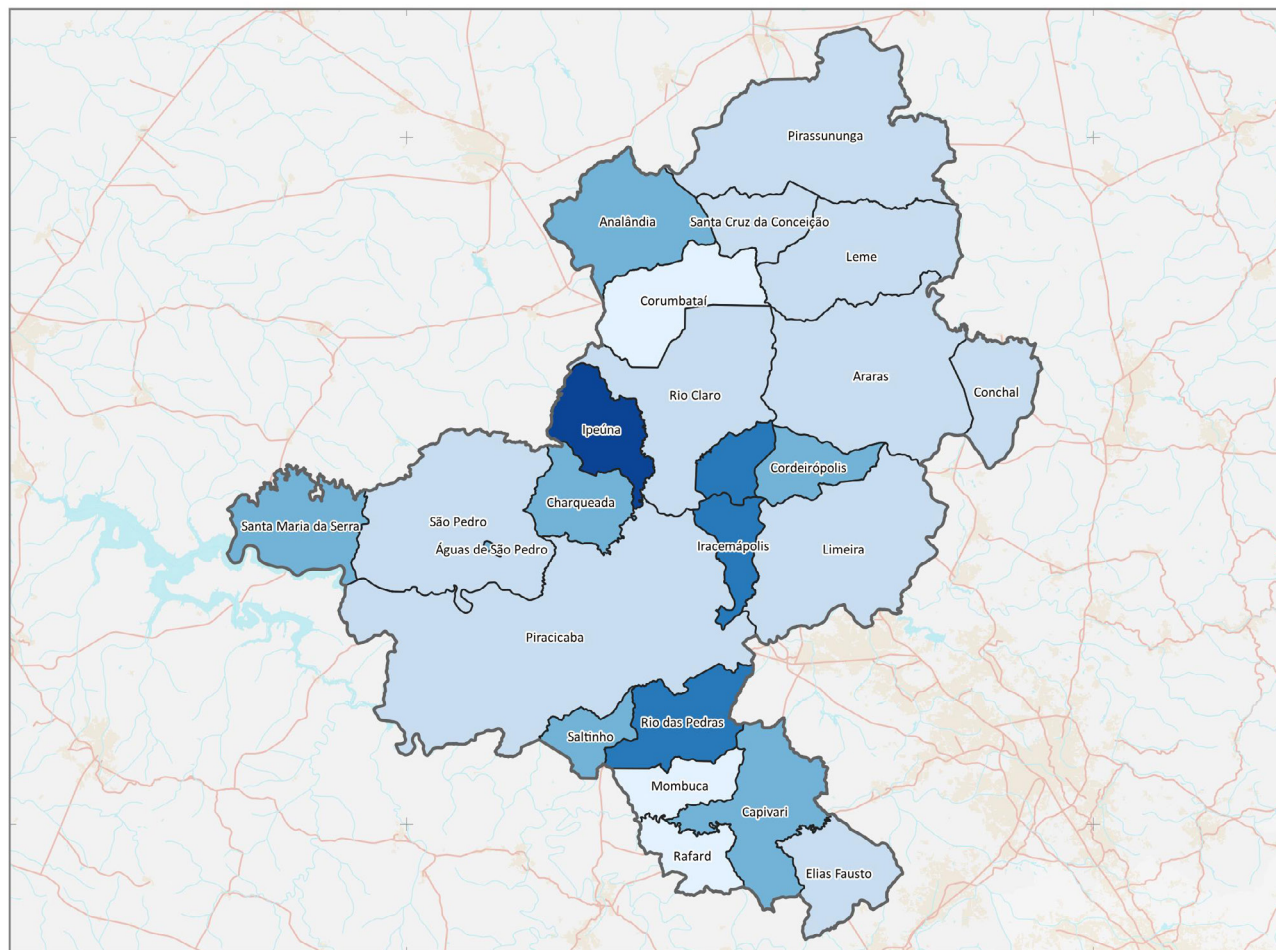 Pirassununga
Analândia
Santa Cruz da Conceição
Leme
Corumbataí
Araras
Rio Claro
Conchal
Ipeúna
Cordeirópolis
Charqueada
São Pedro
Santa Maria da Serra
Águas de São Pedro
Iracemápolis
Limeira
Piracicaba
Rio das Pedras
Saltinho
Mombuca
Capivari
Rafard
Elias Fausto